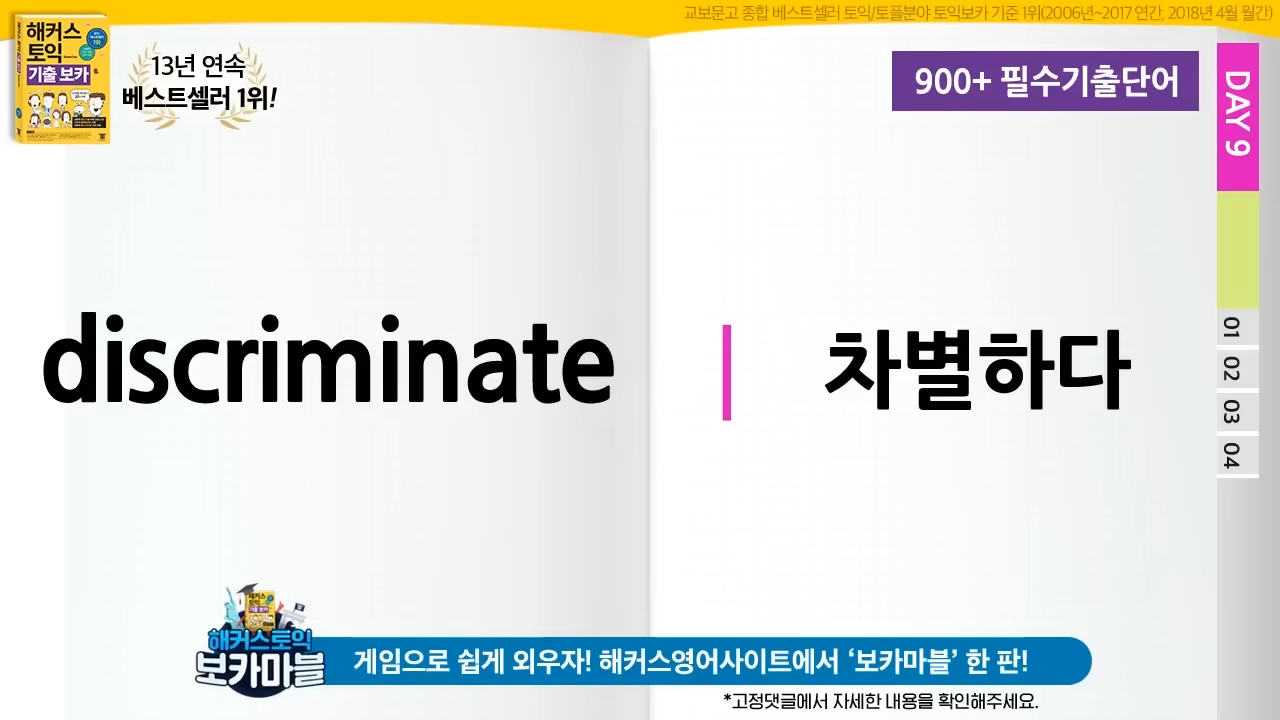 교보문고 종합 베스트셀러 토익/토플분야 토익보카 기준 1위(2006년~2017 연간, 2018년 4월 월간)
해커스
토익
기출 보카
13년 연속
베스트셀러 1위!
900+ 필수기출단어
DAY 9
discriminate
차별하다
01
02
03
04
해커스토익
보카마블
게임으로 쉽게 외우자! 해커스영어사이트에서 ‘보카마블’ 한 판!
*고정댓글에서 자세한 내용을 확인해주세요.